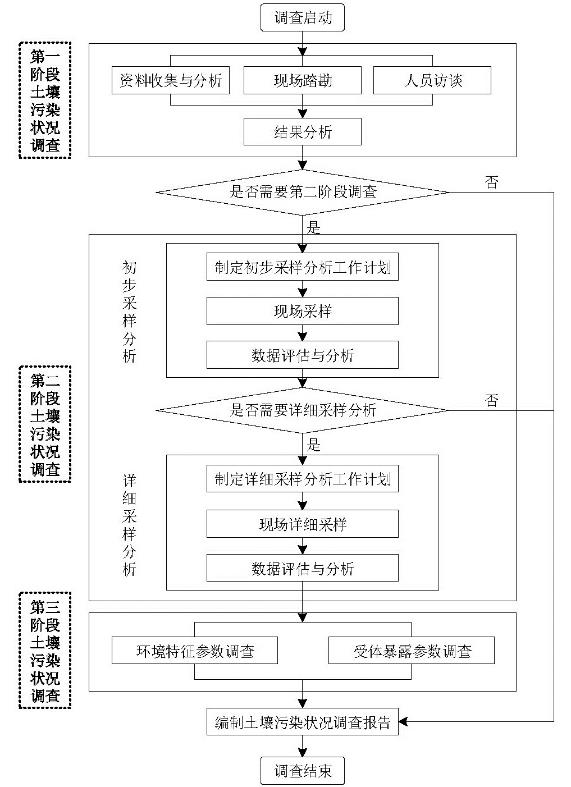 调查启动
第一
阶段
土壤
污染
状况
调查
资料收集与分析
现场踏勘
人员访谈
结果分析
是否需要第二阶段调查
否
是
初
步
采
样
分
析
制定初步采样分析工作计划
现场采样
数据评估与分析
第二
阶段
土壤
污染
状况
调查
是否需要详细采样分析
否
是
详
细
采
样
分
析
制定详细采样分析工作计划
现场详细采样
数据评估与分析
第三
阶段
土壤
污染
状况
调查
环境特征参数调查
受体暴露参数调查
编制土壤污染状况调查报告
调查结束